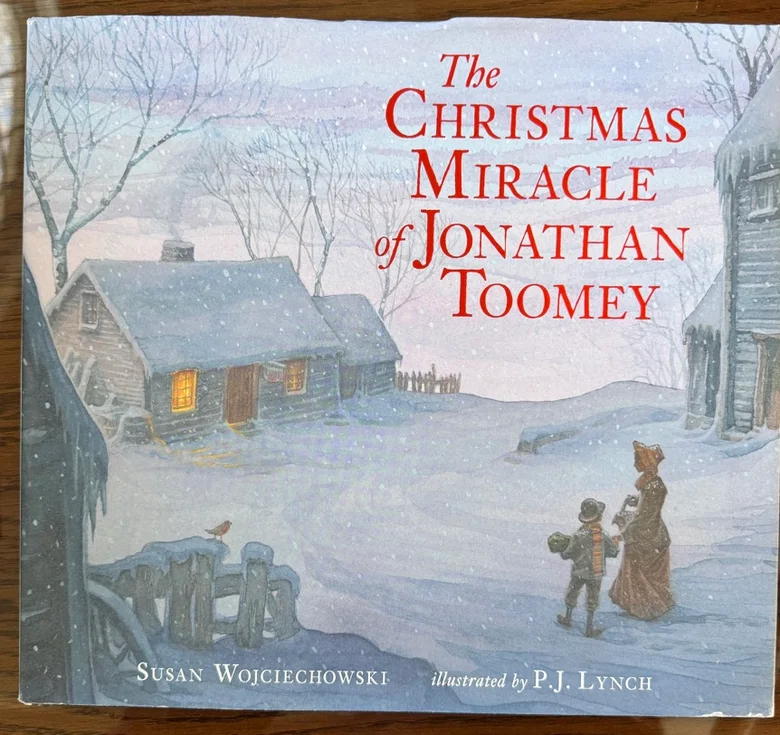 The
CHRISTMAS
MIRACLE
of JONATHAN
TOOMEY
SUSAN WOJCIECHOWSKI
illustrated by P.J. LYNCH